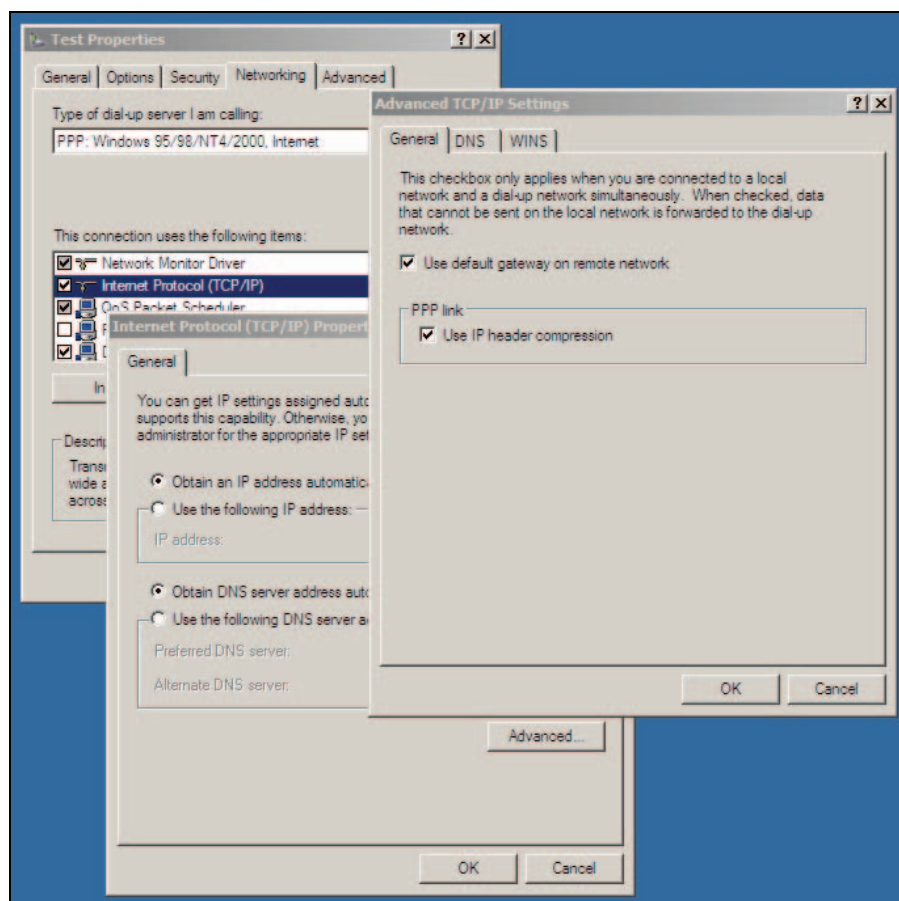 Test Properties
General Options Security Networking Advanced
Type of dial-up server I am calling:
PPP: Windows 95/98/NT4/2000, Internet
This connection uses the following items:
Network Monitor Driver
Internet Protocol (TCP/IP)
QoS Packet Scheduler
Internet Protocol (TCP/IP) Propert
General
You can get IP settings assigned auto
supports this capability. Otherwise, yo
administrator for the appropriate IP set
Obtain an IP address automatica
Use the following IP address:
IP address:
Obtain DNS server address auto
Use the following DNS server a
Preferred DNS server:
Alternate DNS server:
Advanced...
OK Cancel
In
Descrip
Transm
wide a
across
Advanced TCP/IP Settings
General DNS WINS
This checkbox only applies when you are connected to a local
network and a dial-up network simultaneously. When checked, data
that cannot be sent on the local network is forwarded to the dial-up
network.
Use default gateway on remote network
PPP link
Use IP header compression
OK Cancel